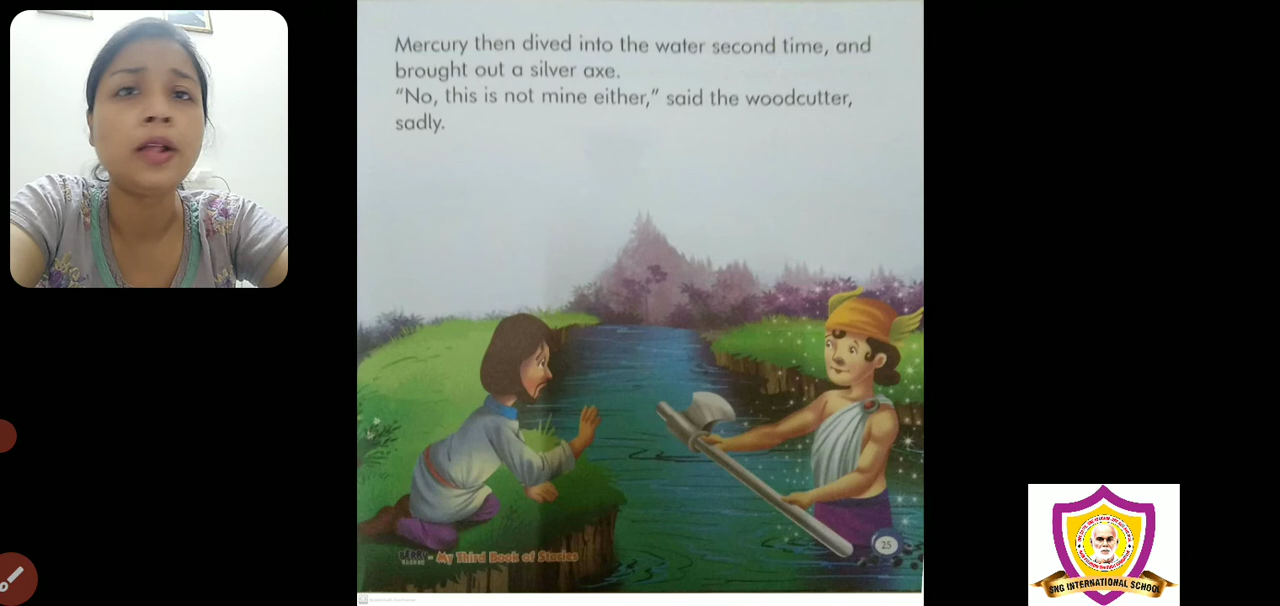 Mercury then dived into the water second time, and
brought out a silver axe.
“No, this is not mine either,” said the woodcutter,
sadly.
My Third Book of Stories
25
SNG INTERNATIONAL SCHOOL